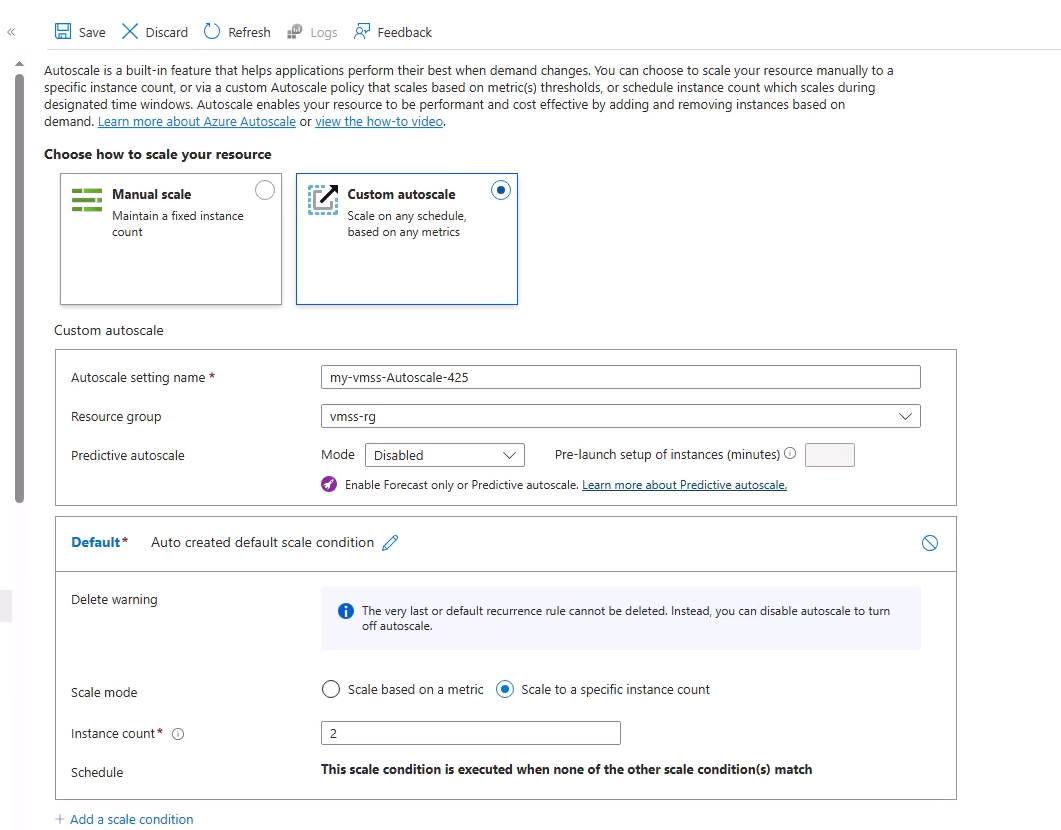 « Save Discard Refresh Logs Feedback
Autoscale is a built-in feature that helps applications perform their best when demand changes. You can choose to scale your resource manually to a
specific instance count, or via a custom Autoscale policy that scales based on metric(s) thresholds, or schedule instance count which scales during
designated time windows. Autoscale enables your resource to be performant and cost effective by adding and removing instances based on
demand. Learn more about Azure Autoscale or view the how-to video.
Choose how to scale your resource
Manual scale
Maintain a fixed instance
count
Custom autoscale
Scale on any schedule,
based on any metrics
Custom autoscale
Autoscale setting name * my-vmss-Autoscale-425
Resource group vmss-rg
Predictive autoscale Mode Disabled Pre-launch setup of instances (minutes)
Enable Forecast only or Predictive autoscale. Learn more about Predictive autoscale.
Default* Auto created default scale condition
Delete warning
The very last or default recurrence rule cannot be deleted. Instead, you can disable autoscale to turn
off autoscale.
Scale mode Scale based on a metric Scale to a specific instance count
Instance count* 2
Schedule This scale condition is executed when none of the other scale condition(s) match
+ Add a scale condition